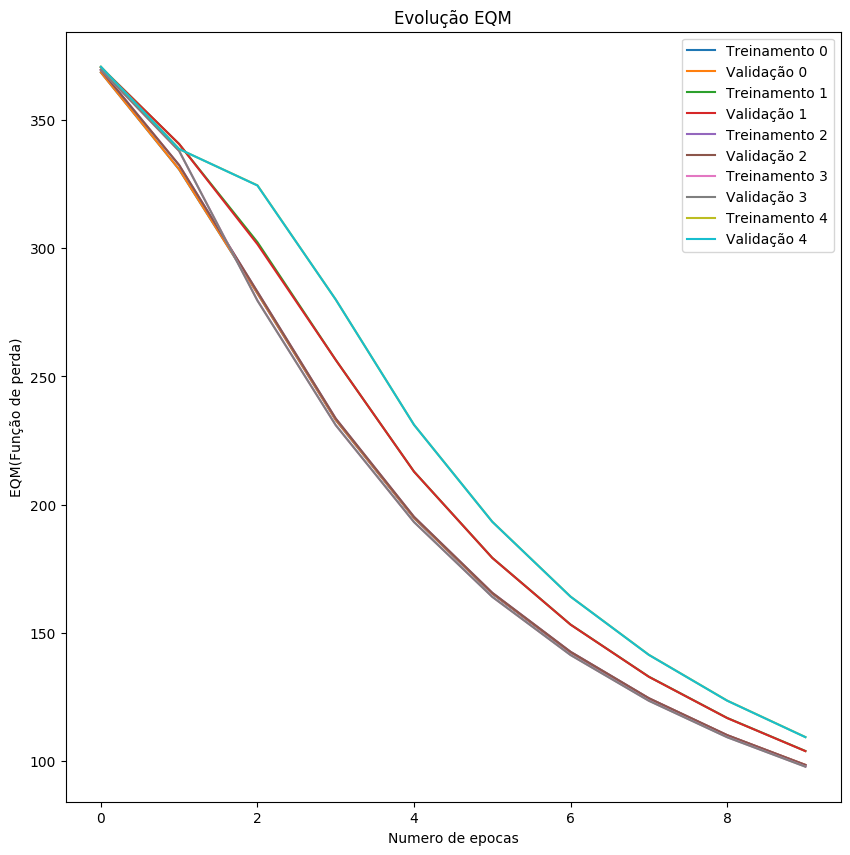 Evolução EQM
EQM(Função de perda)
350
300
250
200
150
100
0
2
4
6
8
Numero de epocas
Treinamento 0
Validação 0
Treinamento 1
Validação 1
Treinamento 2
Validação 2
Treinamento 3
Validação 3
Treinamento 4
Validação 4